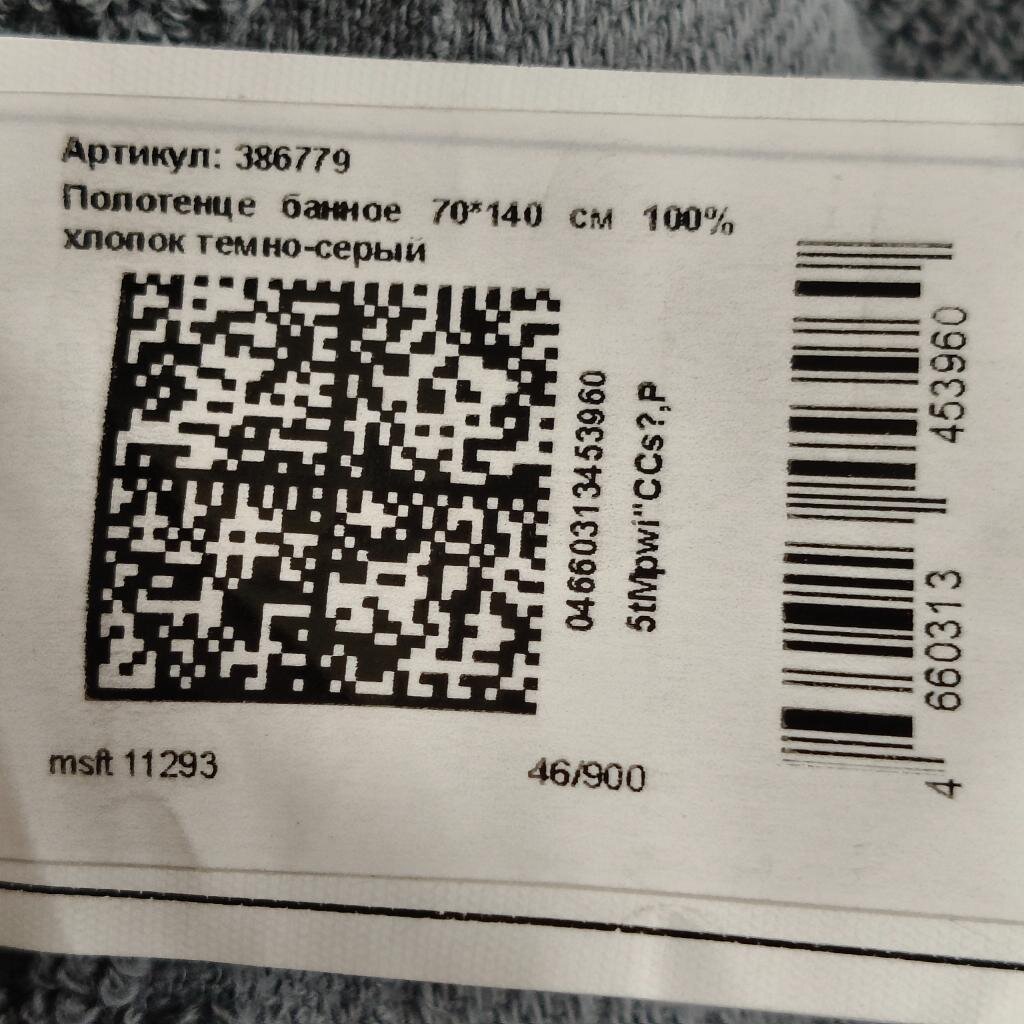 Артикул: 386779
Полотенце банное 70*140 см 100%
хлопок темно-серый
04660313453960
5tMpwi"CCs?,P
4 660313 453960
msft 11293
46/900